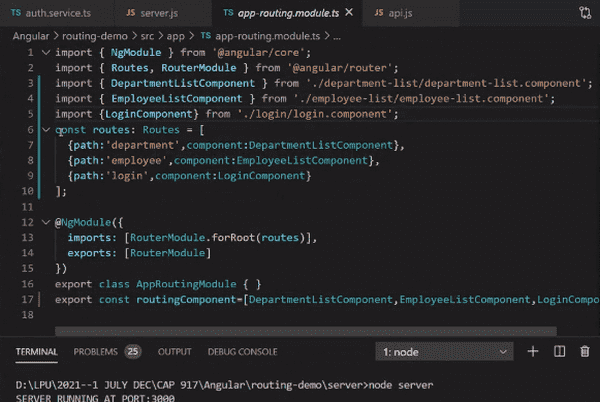 auth.service.ts server.js app-routing.module.ts api.js
Angular > routing-demo > src > app > app-routing.module.ts > ...
1 import { NgModule } from '@angular/core';
2 import { Routes, RouterModule } from '@angular/router';
3 import { DepartmentListComponent } from './department-list/department-list.component';
4 import { EmployeeListComponent } from './employee-list/employee-list.component';
5 import {LoginComponent} from './login/login.component';
6 const routes: Routes = [
7 {path:'department',component:DepartmentListComponent},
8 {path:'employee',component:EmployeeListComponent},
9 {path:'login',component:LoginComponent}
10 ];
11
12 @NgModule({
13 imports: [RouterModule.forRoot(routes)],
14 exports: [RouterModule]
15 })
16 export class AppRoutingModule { }
17 export const routingComponent=[DepartmentListComponent,EmployeeListComponent,LoginCompo
18
TERMINAL PROBLEMS 25 OUTPUT DEBUG CONSOLE 1: node
D:\LPU\2021--1 JULY DEC\CAP 917\Angular\routing-demo\server>node server
SERVER RUNNING AT PORT:3000